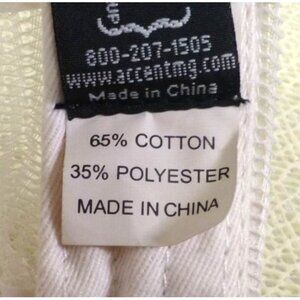 800-207-1505
www.accentmg.com
Made in China
65% COTTON
35% POLYESTER
MADE IN CHINA